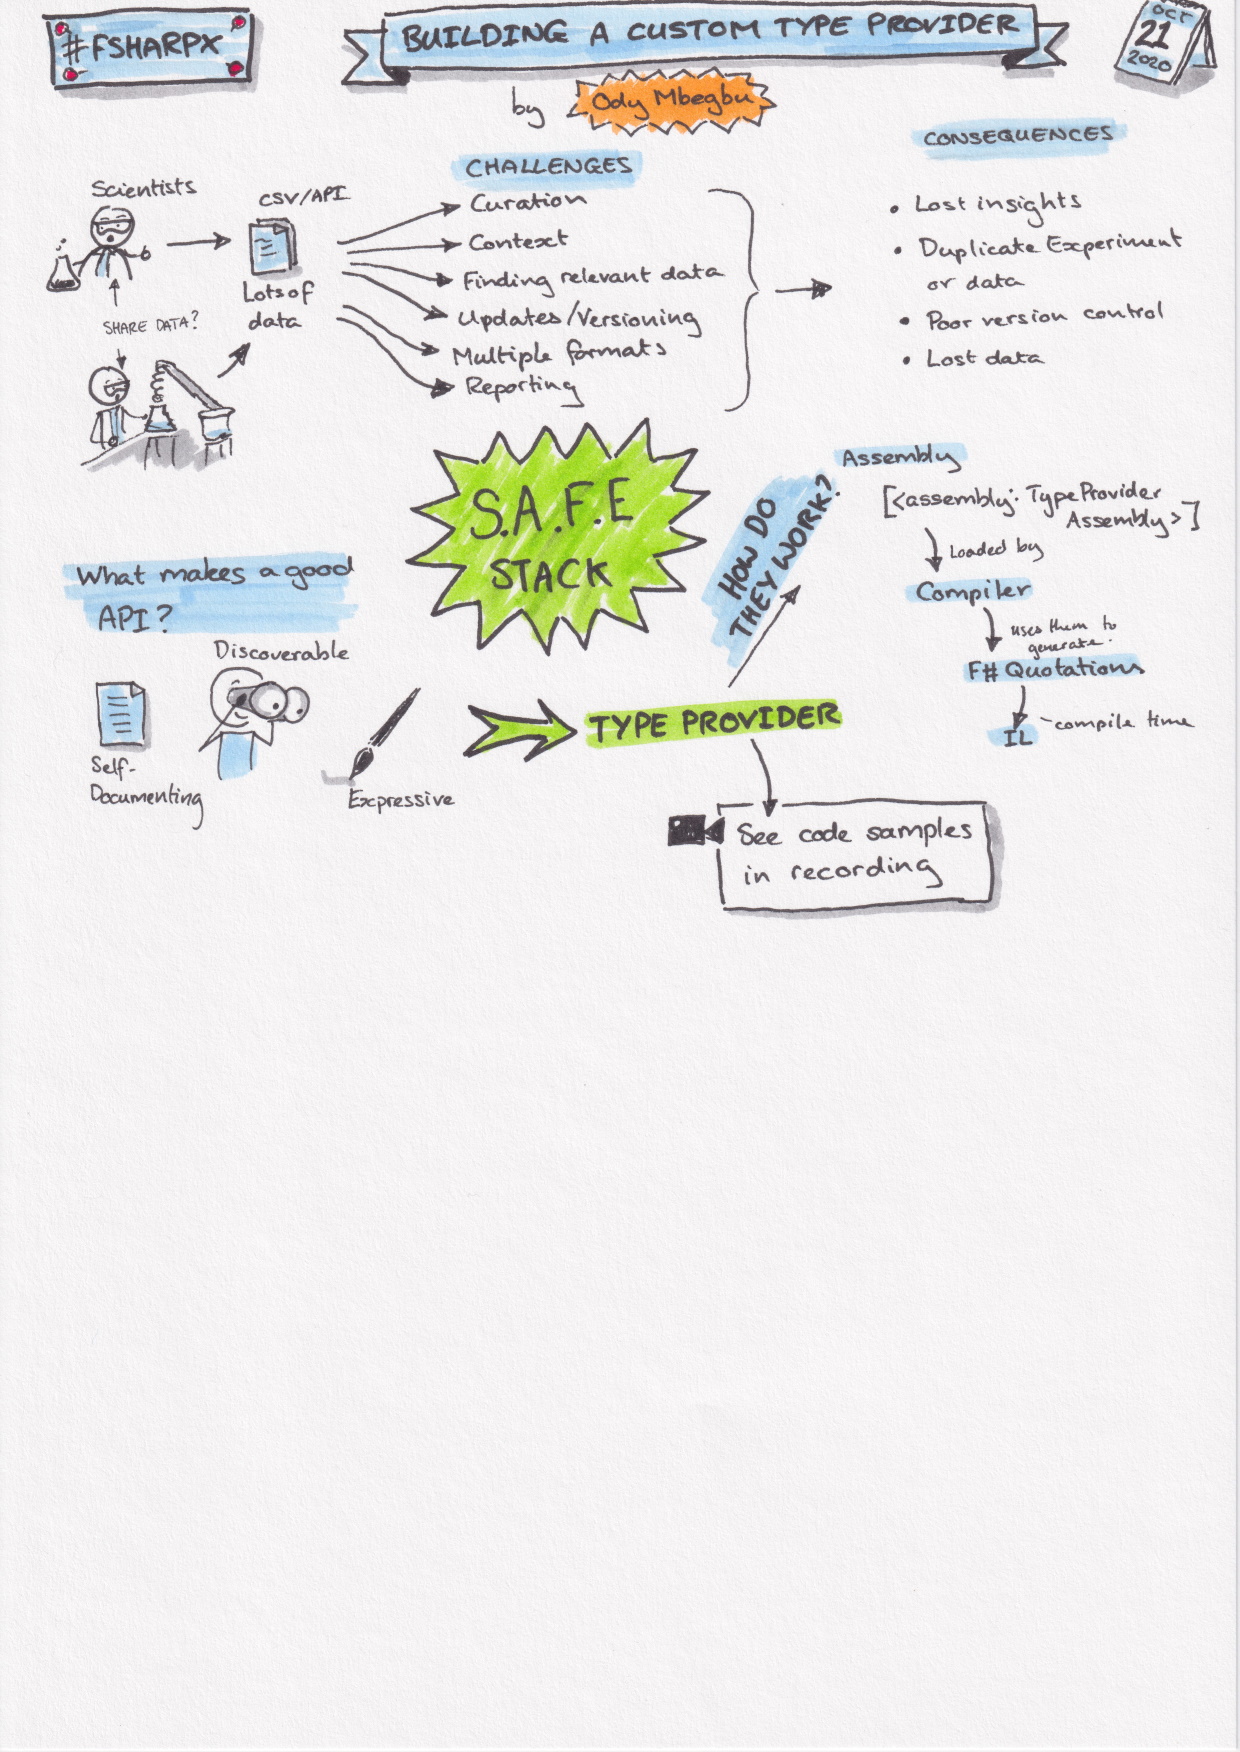 #FSHARPX
BUILDING A CUSTOM TYPE PROVIDER
by Ody Mbegbu
OCT
21
2020
Scientists
SHARE DATA?
CSV/API
Lots of
data
CHALLENGES
Curation
Context
Finding relevant data
Updates/Versioning
Multiple formats
Reporting
CONSEQUENCES
• Lost insights
• Duplicate Experiment
or data
• Poor version control
• Lost data
S.A.F.E
STACK
What makes a good
API?
Self-
Documenting
Discoverable
Expressive
TYPE PROVIDER
HOW DO
THEY WORK?
Assembly
[<assembly: TypeProvider
Assembly>]
Loaded by
Compiler
uses them to
generate.
F# Quotations
IL
- compile time
See code samples
in recording